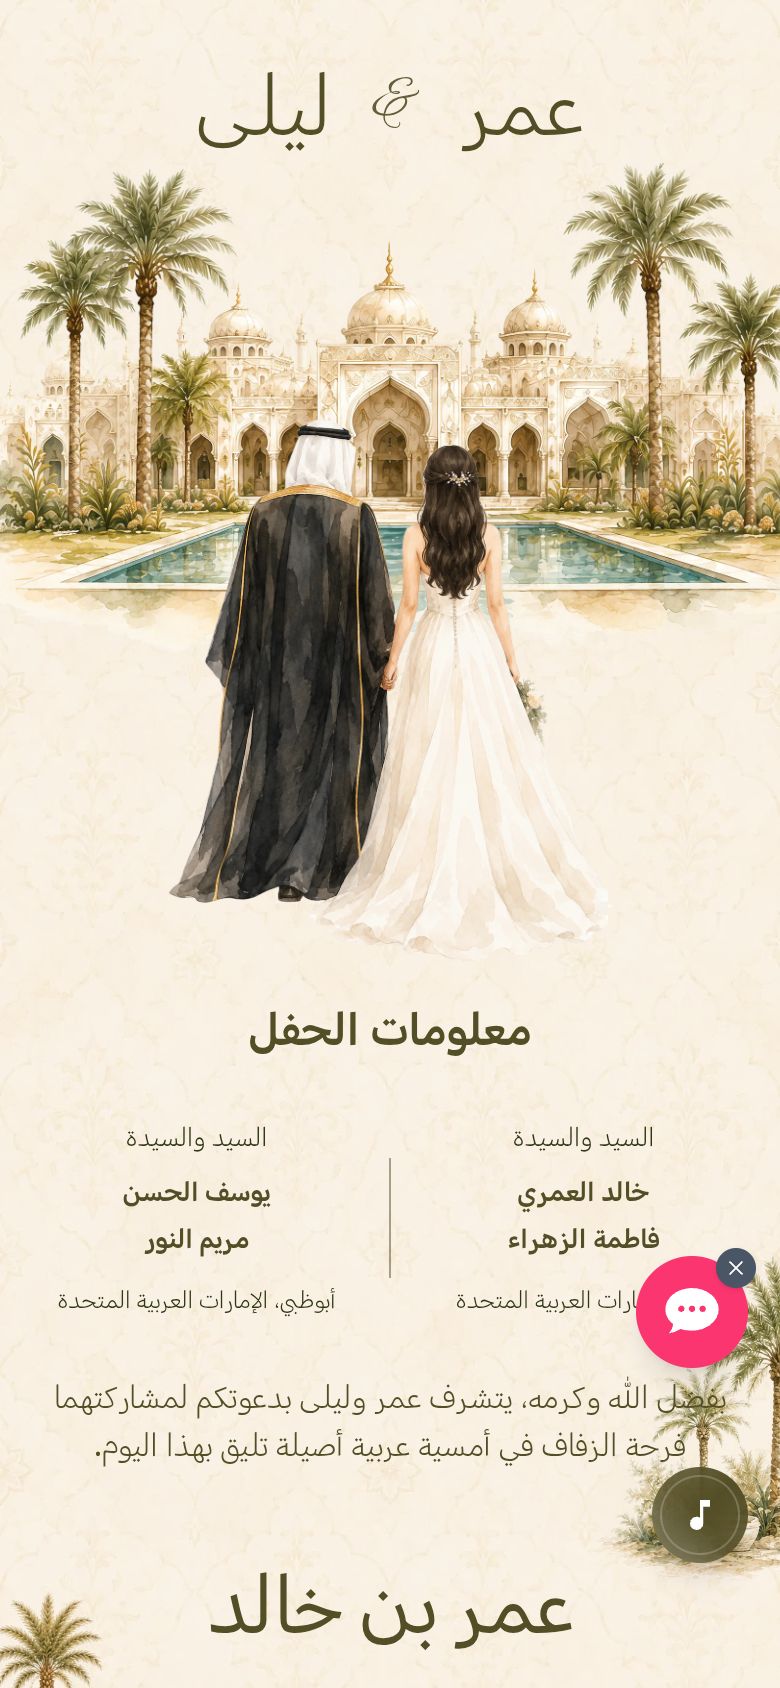 عمر & ليلى
معلومات الحفل
السيد والسيدة
خالد العمري
فاطمة الزهراء
العربية المتحدة
السيد والسيدة
يوسف الحسن
مريم النور
أبوظبي، الإمارات العربية المتحدة
بفضل الله وكرمه، يتشرف عمر وليلى بدعوتكم لمشاركتهما
فرحة الزفاف في أمسية عربية أصيلة تليق بهذا اليوم.
عمر بن خالد